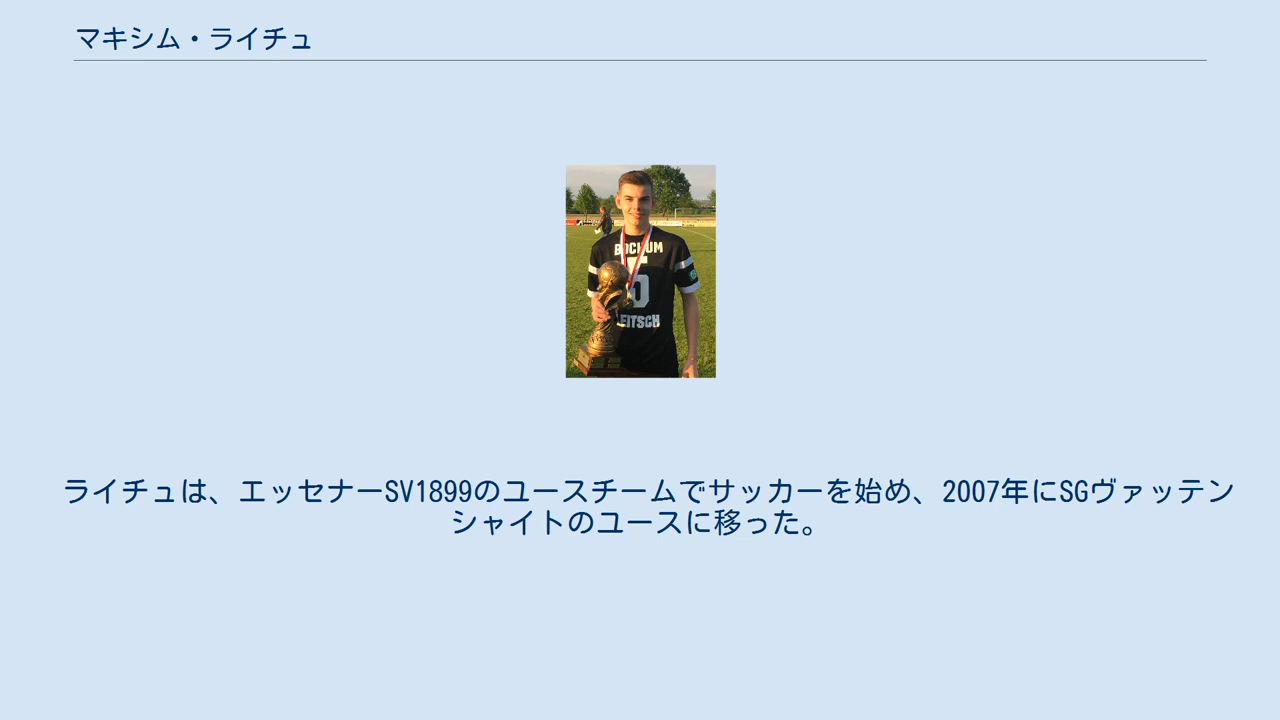 マキシム・ライチュ
BOCHUM
EITSCH
ライチュは、エッセナーSV1899のユースチームでサッカーを始め、2007年にSGヴァッテン
シャイトのユースに移った。